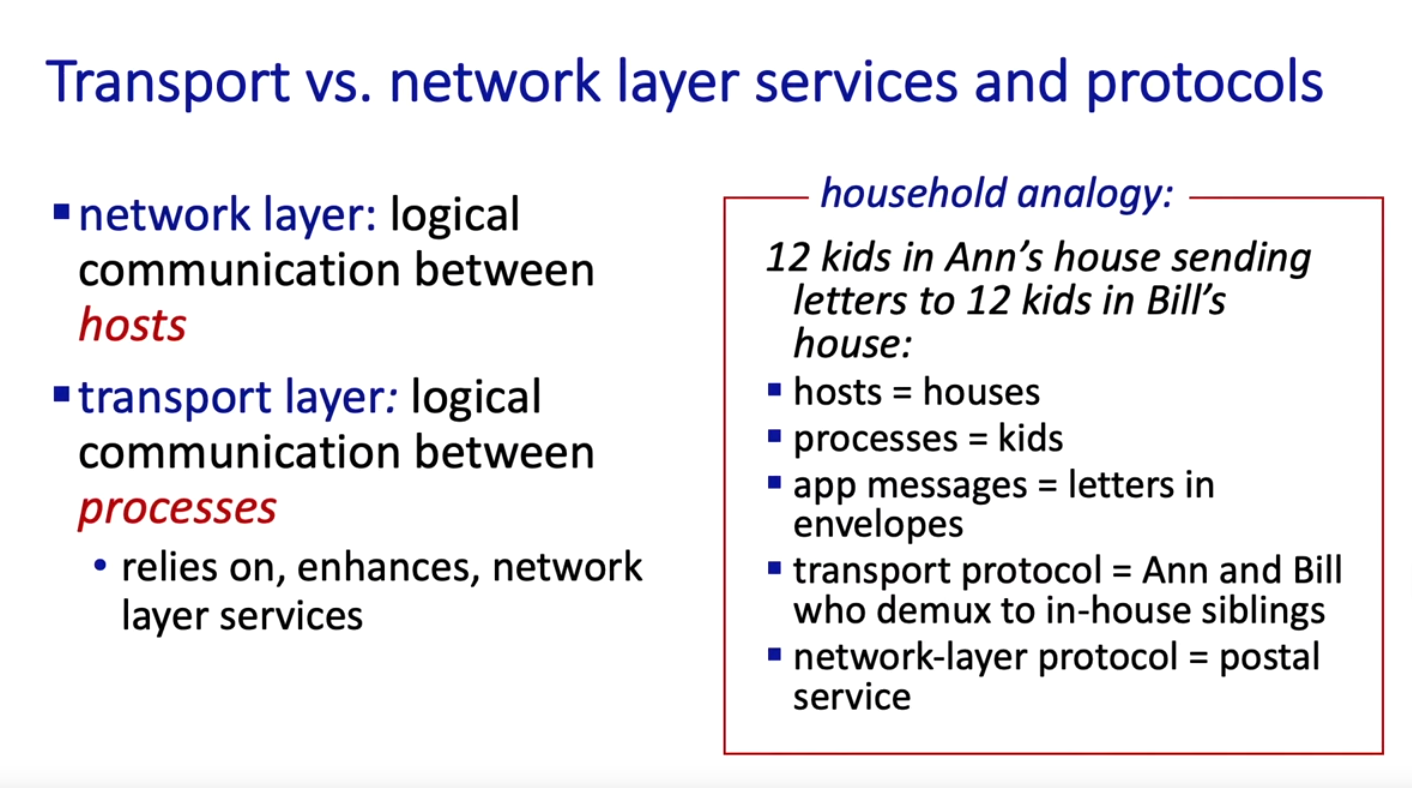 Transport vs. network layer services and protocols
▪ network layer: logical
communication between
hosts
▪ transport layer: logical
communication between
processes
• relies on, enhances, network
layer services
household analogy:
12 kids in Ann’s house sending
letters to 12 kids in Bill’s
house:
▪ hosts = houses
▪ processes = kids
▪ app messages = letters in
envelopes
▪ transport protocol = Ann and Bill
who demux to in-house siblings
▪ network-layer protocol = postal
service